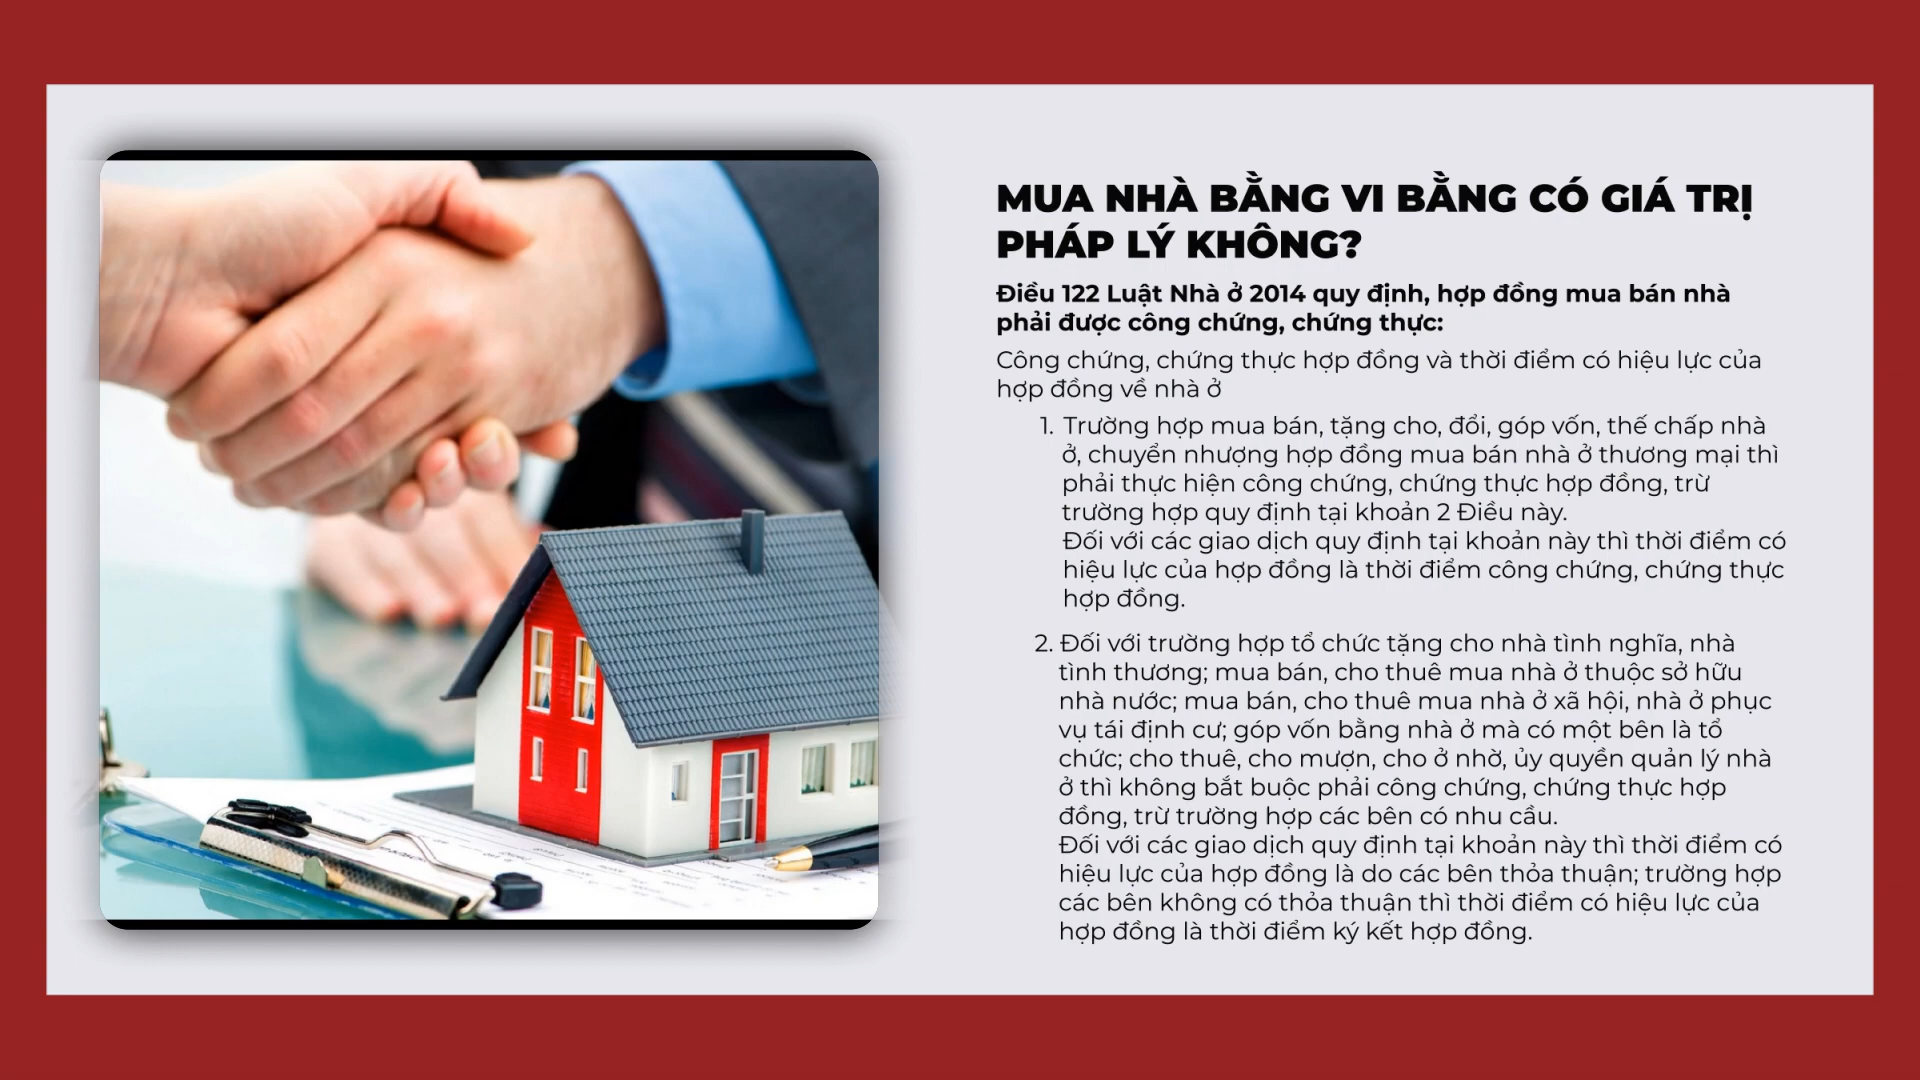 MUA NHÀ BẰNG VI BẰNG CÓ GIÁ TRỊ
PHÁP LÝ KHÔNG?
Điều 122 Luật Nhà ở 2014 quy định, hợp đồng mua bán nhà
phải được công chứng, chứng thực:
Công chứng, chứng thực hợp đồng và thời điểm có hiệu lực của
hợp đồng về nhà ở
1. Trường hợp mua bán, tặng cho, đổi, góp vốn, thế chấp nhà
ở, chuyển nhượng hợp đồng mua bán nhà ở thương mại thì
phải thực hiện công chứng, chứng thực hợp đồng, trừ
trường hợp quy định tại khoản 2 Điều này.
Đối với các giao dịch quy định tại khoản này thì thời điểm có
hiệu lực của hợp đồng là thời điểm công chứng, chứng thực
hợp đồng.
2. Đối với trường hợp tổ chức tặng cho nhà tình nghĩa, nhà
tình thương; mua bán, cho thuê mua nhà ở thuộc sở hữu
nhà nước; mua bán, cho thuê mua nhà ở xã hội, nhà ở phục
vụ tái định cư; góp vốn bằng nhà ở mà có một bên là tổ
chức; cho thuê, cho mượn, cho ở nhờ, ủy quyền quản lý nhà
ở thì không bắt buộc phải công chứng, chứng thực hợp
đồng, trừ trường hợp các bên có nhu cầu.
Đối với các giao dịch quy định tại khoản này thì thời điểm có
hiệu lực của hợp đồng là do các bên thỏa thuận; trường hợp
các bên không có thỏa thuận thì thời điểm có hiệu lực của
hợp đồng là thời điểm ký kết hợp đồng.